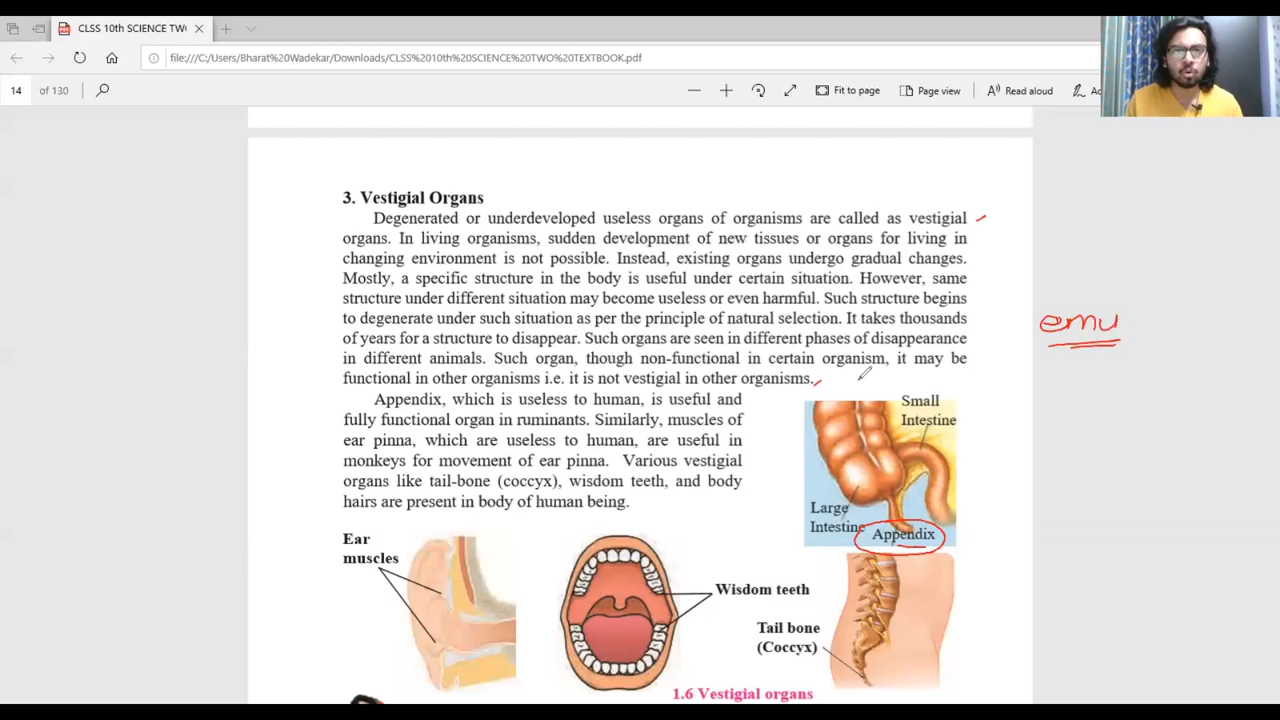 CLSS 10th SCIENCE TWO
file:///C:/Users/Bharat%20Wadekar/Downloads/CLSS%2010th%20SCIENCE%20TWO%20TEXTBOOK.pdf
14 of 130
Fit to page
Page view
Read aloud
3. Vestigial Organs
Degenerated or underdeveloped useless organs of organisms are called as vestigial
organs. In living organisms, sudden development of new tissues or organs for living in
changing environment is not possible. Instead, existing organs undergo gradual changes.
Mostly, a specific structure in the body is useful under certain situation. However, same
structure under different situation may become useless or even harmful. Such structure begins
to degenerate under such situation as per the principle of natural selection. It takes thousands
of years for a structure to disappear. Such organs are seen in different phases of disappearance
in different animals. Such organ, though non-functional in certain organism, it may be
functional in other organisms i.e. it is not vestigial in other organisms.
emu
Appendix, which is useless to human, is useful and
fully functional organ in ruminants. Similarly, muscles of
ear pinna, which are useless to human, are useful in
monkeys for movement of ear pinna. Various vestigial
organs like tail-bone (coccyx), wisdom teeth, and body
hairs are present in body of human being.
Small
Intestine
Large
Intestine
Appendix
Ear
muscles
Wisdom teeth
Tail bone
(Coccyx)
1.6 Vestigial organs